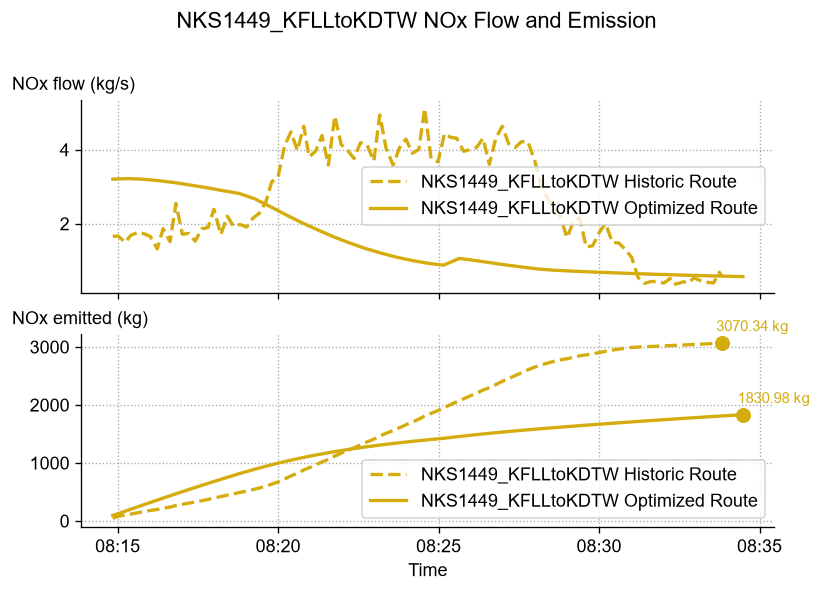 NKS1449_KFLLtoKDTW NOx Flow and Emission
NOx flow (kg/s)
4
2
NKS1449_KFLLtoKDTW Historic Route
NKS1449_KFLLtoKDTW Optimized Route
NOx emitted (kg)
3070.34 kg
3000
1830.98 kg
2000
1000
0
NKS1449_KFLLtoKDTW Historic Route
NKS1449_KFLLtoKDTW Optimized Route
08:15 08:20 08:25 08:30 08:35
Time